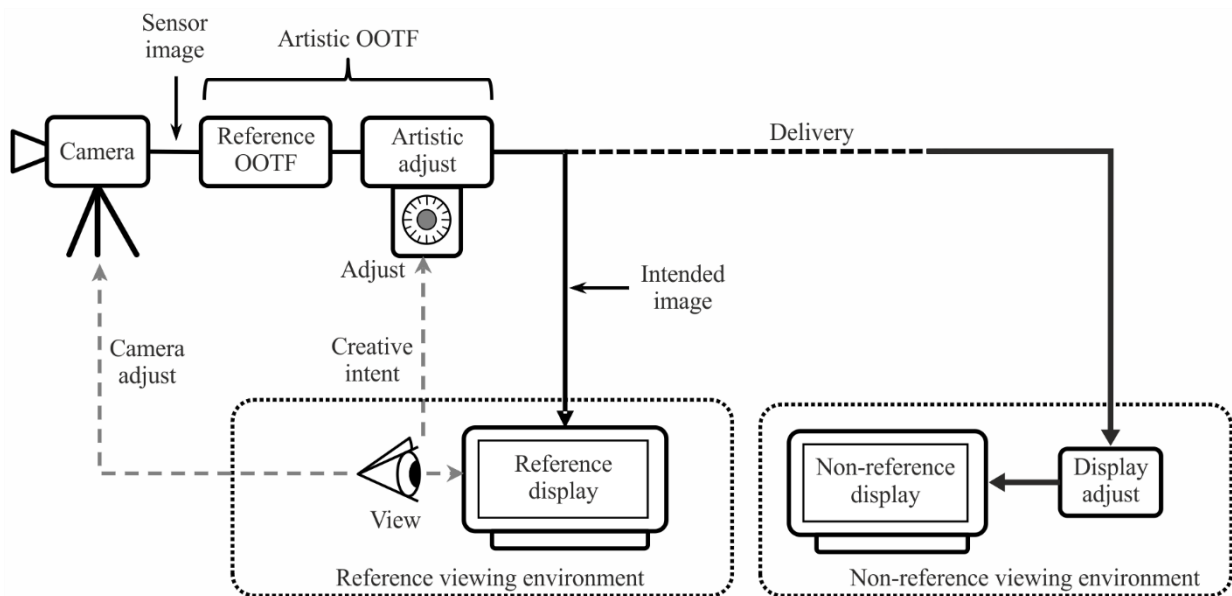 Sensor
image
Artistic OOTF
Camera
Reference
OOTF
Artistic
adjust
Delivery
Adjust
Intended
image
Camera
adjust
Creative
intent
Reference
display
View
Non-reference
display
Display
adjust
Reference viewing environment
Non-reference viewing environment